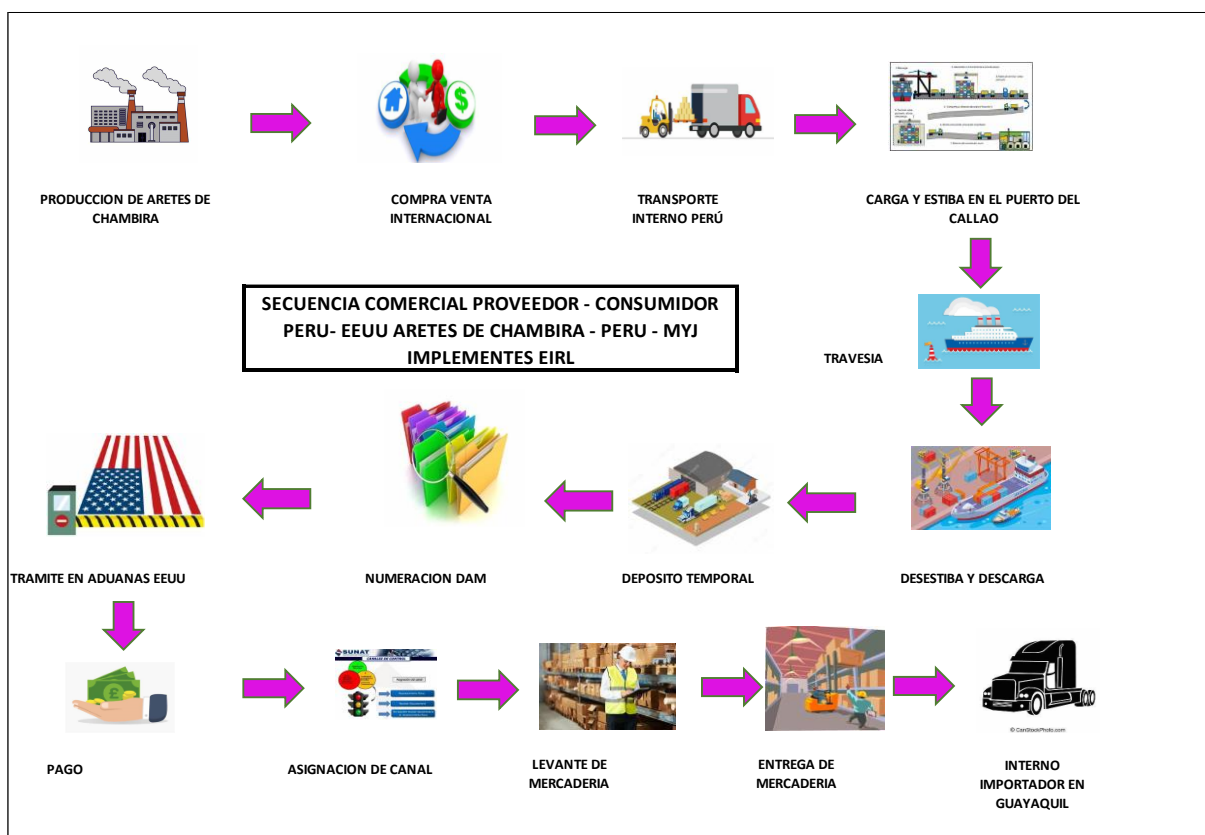 PRODUCCION DE ARETES DE
CHAMBIRA
COMPRA VENTA
INTERNACIONAL
TRANSPORTE
INTERNO PERÚ
CARGA Y ESTIBA EN EL PUERTO DEL
CALLAO
SECUENCIA COMERCIAL PROVEEDOR - CONSUMIDOR
PERU- EEUU ARETES DE CHAMBIRA - PERU - MYJ
IMPLEMENTES EIRL
TRAVESIA
TRAMITE EN ADUANAS EEUU
NUMERACION DAM
DEPOSITO TEMPORAL
DESESTIBA Y DESCARGA
SUNAT
CANALES DE CONTROL
© CanStockPhoto.com
PAGO
ASIGNACION DE CANAL
LEVANTE DE
MERCADERIA
ENTREGA DE
MERCADERIA
INTERNO
IMPORTADOR EN
GUAYAQUIL